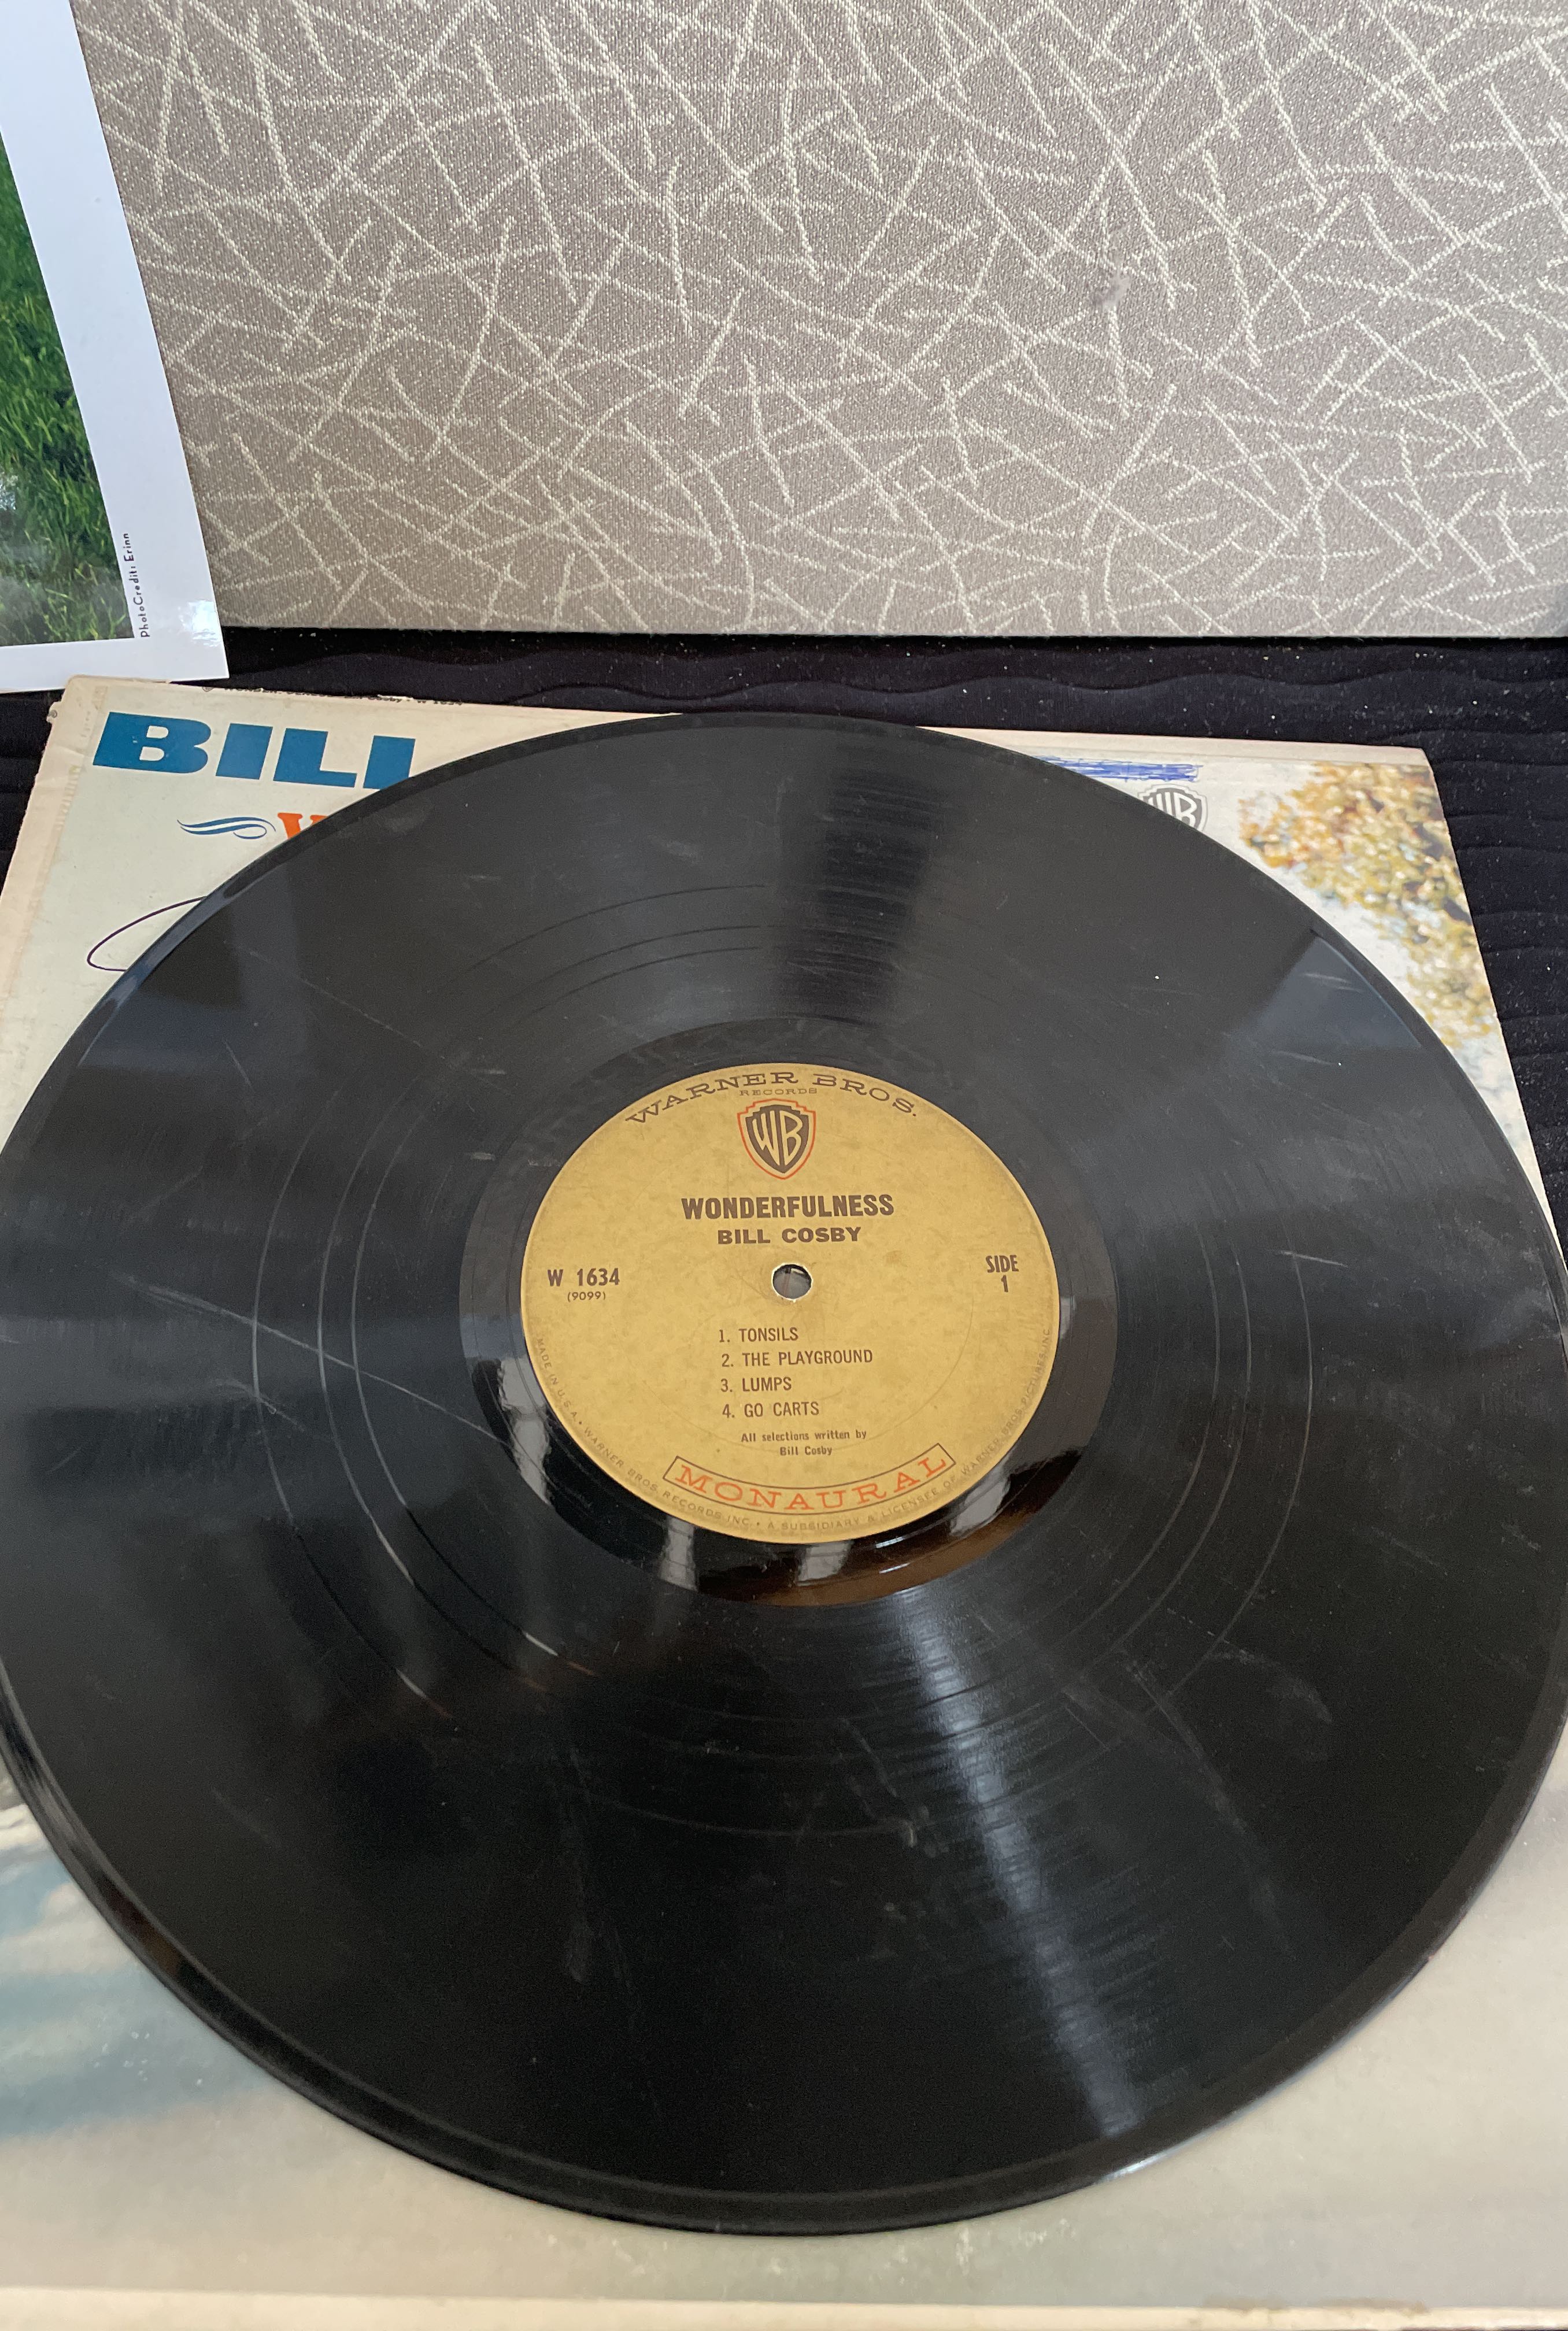 PhotoCredit: Erinn
BILL
WB
WARNER BROS.
RECORDS
WB
WONDERFULNESS
BILL COSBY
W 1634
(9099)
SIDE
1
1. TONSILS
2. THE PLAYGROUND
3. LUMPS
4. GO CARTS
All selections written by
Bill Cosby
MONAURAL
MADE IN U.S.A. • WARNER BROS. RECORDS INC. • A SUBSIDIARY & LICENSEE OF WARNER BROS. PICTURES INC.